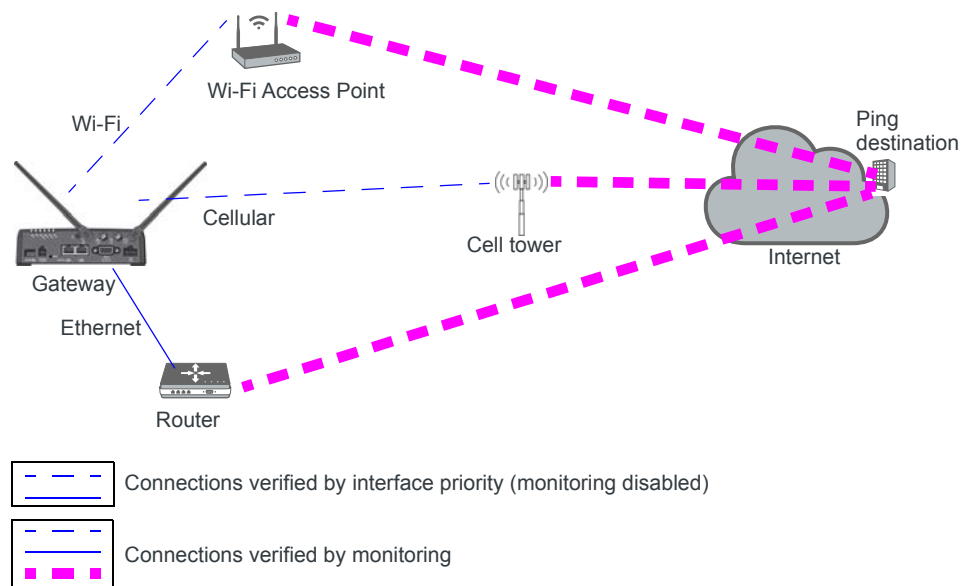 Wi-Fi Access Point
Wi-Fi
Ping
destination
Cellular
Cell tower
Internet
Gateway
Ethernet
Router
Connections verified by interface priority (monitoring disabled)
Connections verified by monitoring